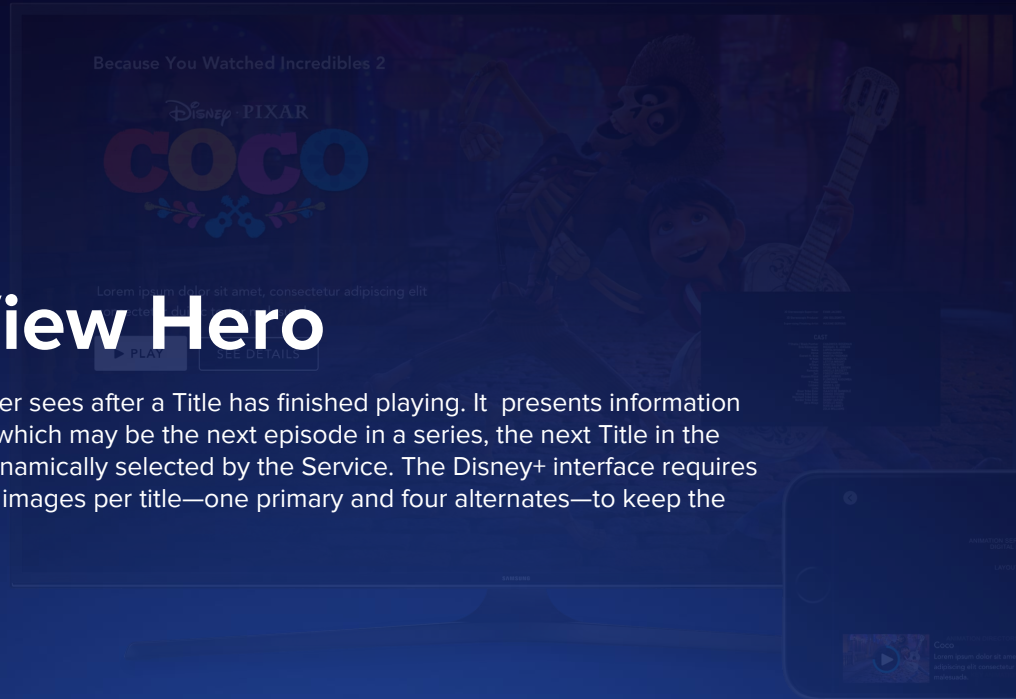 Because You Watched Incredibles 2
Disney PIXAR
COCO
Lorem ipsum dolor sit amet, consectetur adipiscing elit
iew Hero
PLAY
SEE DETAILS
er sees after a Title has finished playing. It presents information
which may be the next episode in a series, the next Title in the
namically selected by the Service. The Disney+ interface requires
images per title—one primary and four alternates—to keep the
SAMSUNG
CAST
Coco